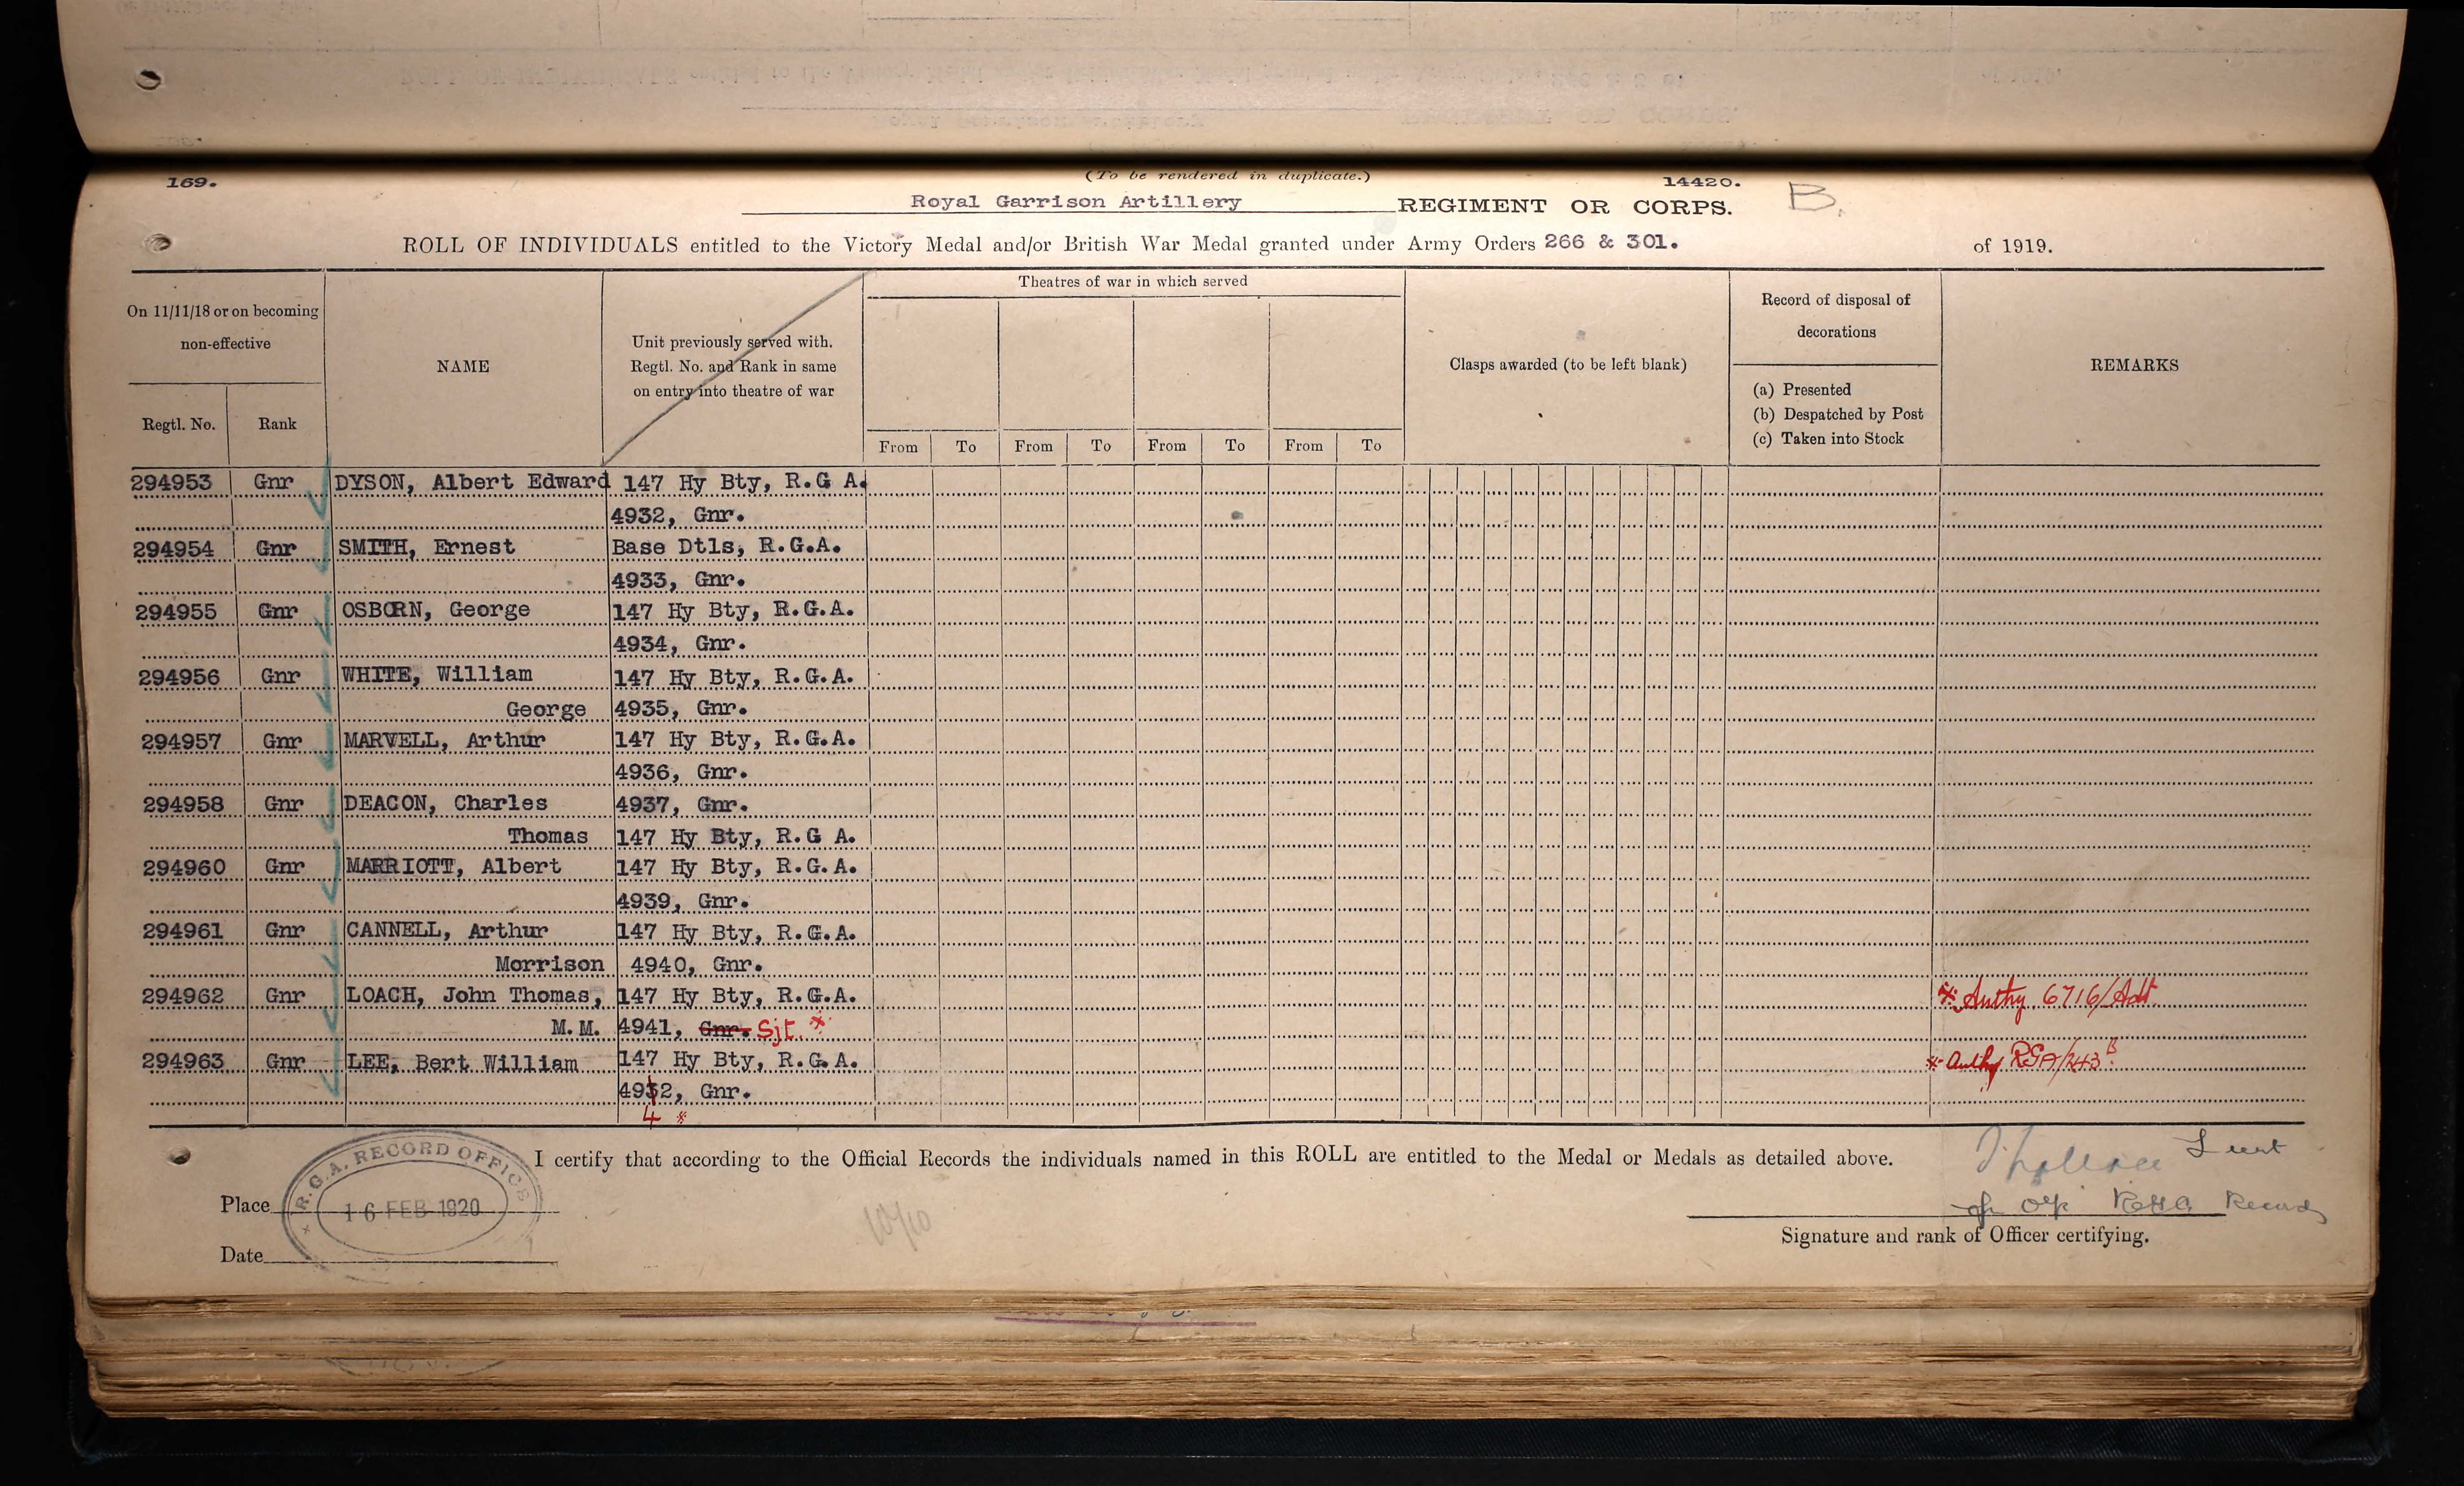 169.
(To be rendered in duplicate.)
14420.
B.
Royal Garrison Artillery REGIMENT OR CORPS.
ROLL OF INDIVIDUALS entitled to the Victory Medal and/or British War Medal granted under Army Orders 266 & 301. of 1919.
On 11/11/18 or on becoming non-effective
Regtl. No.
Rank
NAME
Unit previously served with.
Regtl. No. and Rank in same
on entry into theatre of war
Theatres of war in which served
From To From To From To From To
Clasps awarded (to be left blank)
Record of disposal of
decorations
(a) Presented
(b) Despatched by Post
(c) Taken into Stock
REMARKS
294953 Gnr DYSON, Albert Edward 147 Hy Bty, R.G A.
4932, Gnr.
294954 Gnr SMITH, Ernest Base Dtls, R.G.A.
4933, Gnr.
294955 Gnr OSBORN, George 147 Hy Bty, R.G.A.
4934, Gnr.
294956 Gnr WHITE, William 147 Hy Bty, R.G.A.
George 4935, Gnr.
294957 Gnr MARVELL, Arthur 147 Hy Bty, R.G.A.
4936, Gnr.
294958 Gnr DEACON, Charles 4937, Gnr.
Thomas 147 Hy Bty, R.G A.
294960 Gnr MARRIOTT, Albert 147 Hy Bty, R.G.A.
4939, Gnr.
294961 Gnr CANNELL, Arthur 147 Hy Bty, R.G.A.
Morrison 4940, Gnr.
294962 Gnr LOACH, John Thomas, 147 Hy Bty, R.G.A. * Authy 6716/Adt
M.M. 4941, Gnr. Sjt. *
294963 Gnr LEE, Bert William 147 Hy Bty, R.G.A. * Authy RGA/243 B
4932, Gnr.
4 *
I certify that according to the Official Records the individuals named in this ROLL are entitled to the Medal or Medals as detailed above.
Lieut
Records
R.G.A. RECORD OFFICE
16 FEB 1920
Place
Date
10/10
Signature and rank of Officer certifying.